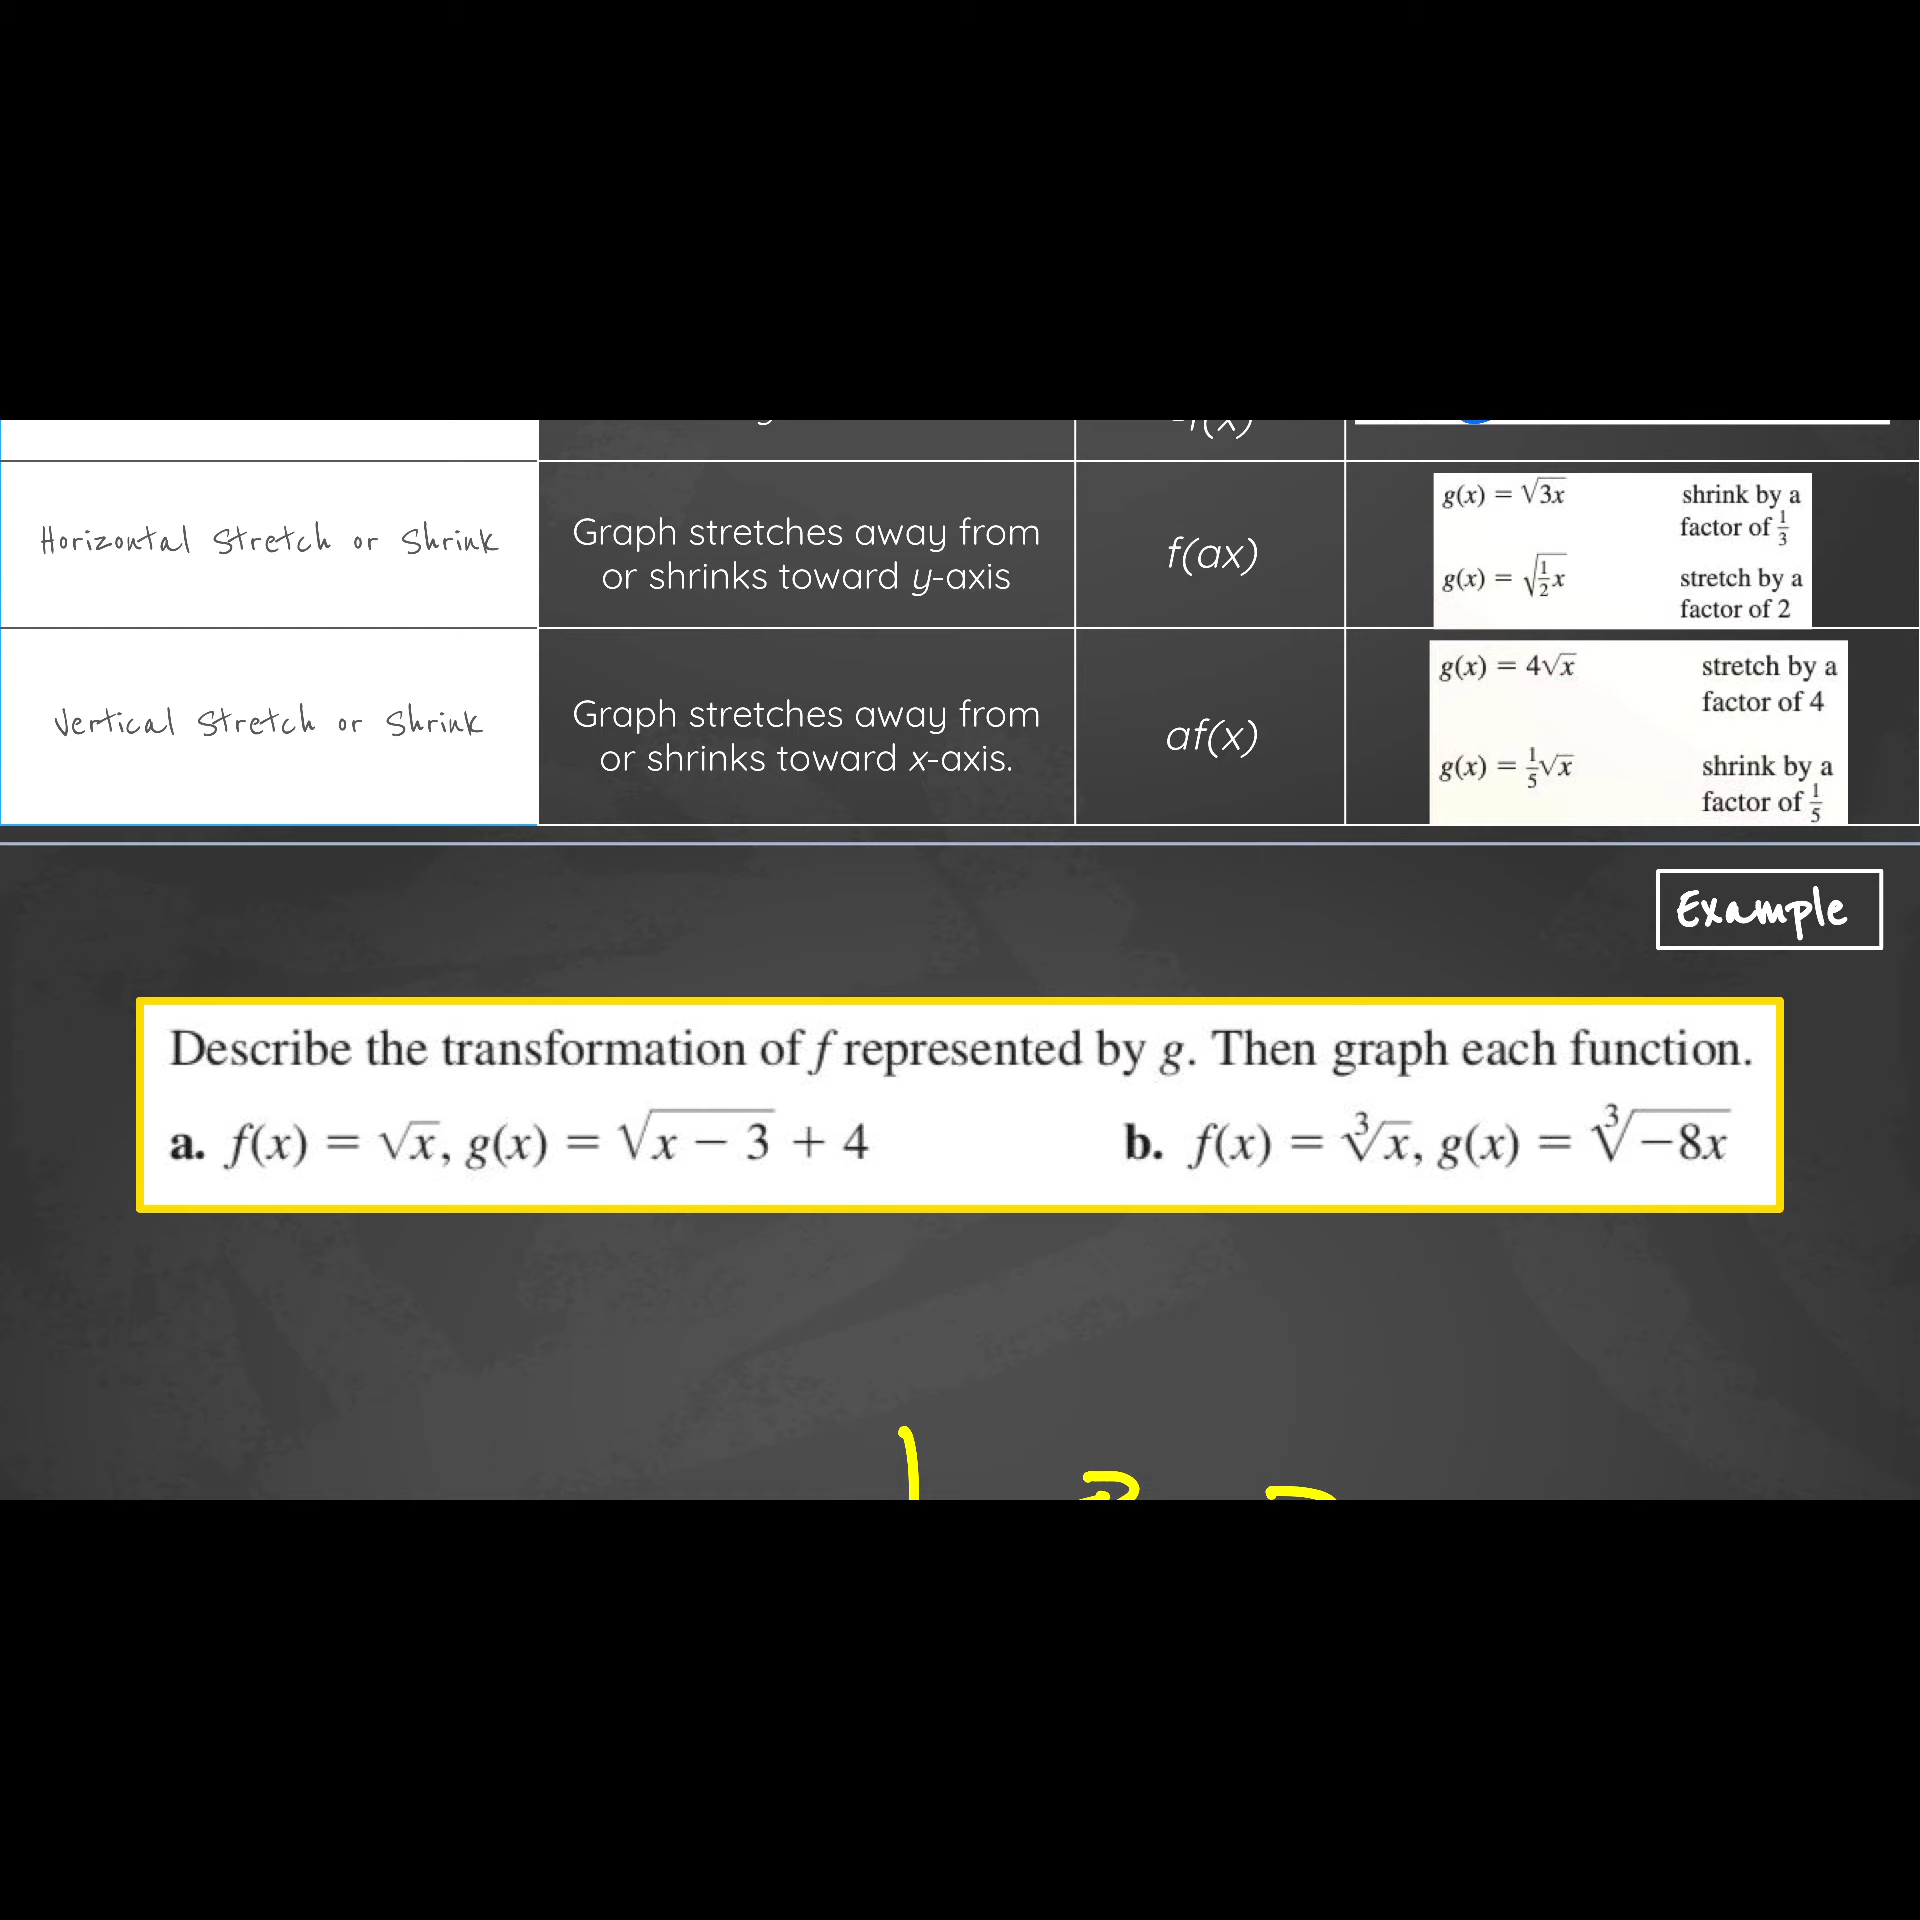 Horizontal Stretch or Shrink
Graph stretches away from
or shrinks toward y-axis
f(ax)
g(x) = √3x shrink by a
factor of 1/3
g(x) = √1/2x stretch by a
factor of 2
Vertical Stretch or Shrink
Graph stretches away from
or shrinks toward x-axis.
af(x)
g(x) = 4√x stretch by a
factor of 4
g(x) = 1/5√x shrink by a
factor of 1/5
Example
Describe the transformation of f represented by g. Then graph each function.
a. f(x) = √x, g(x) = √(x − 3) + 4 b. f(x) = ∛x, g(x) = ∛−8x